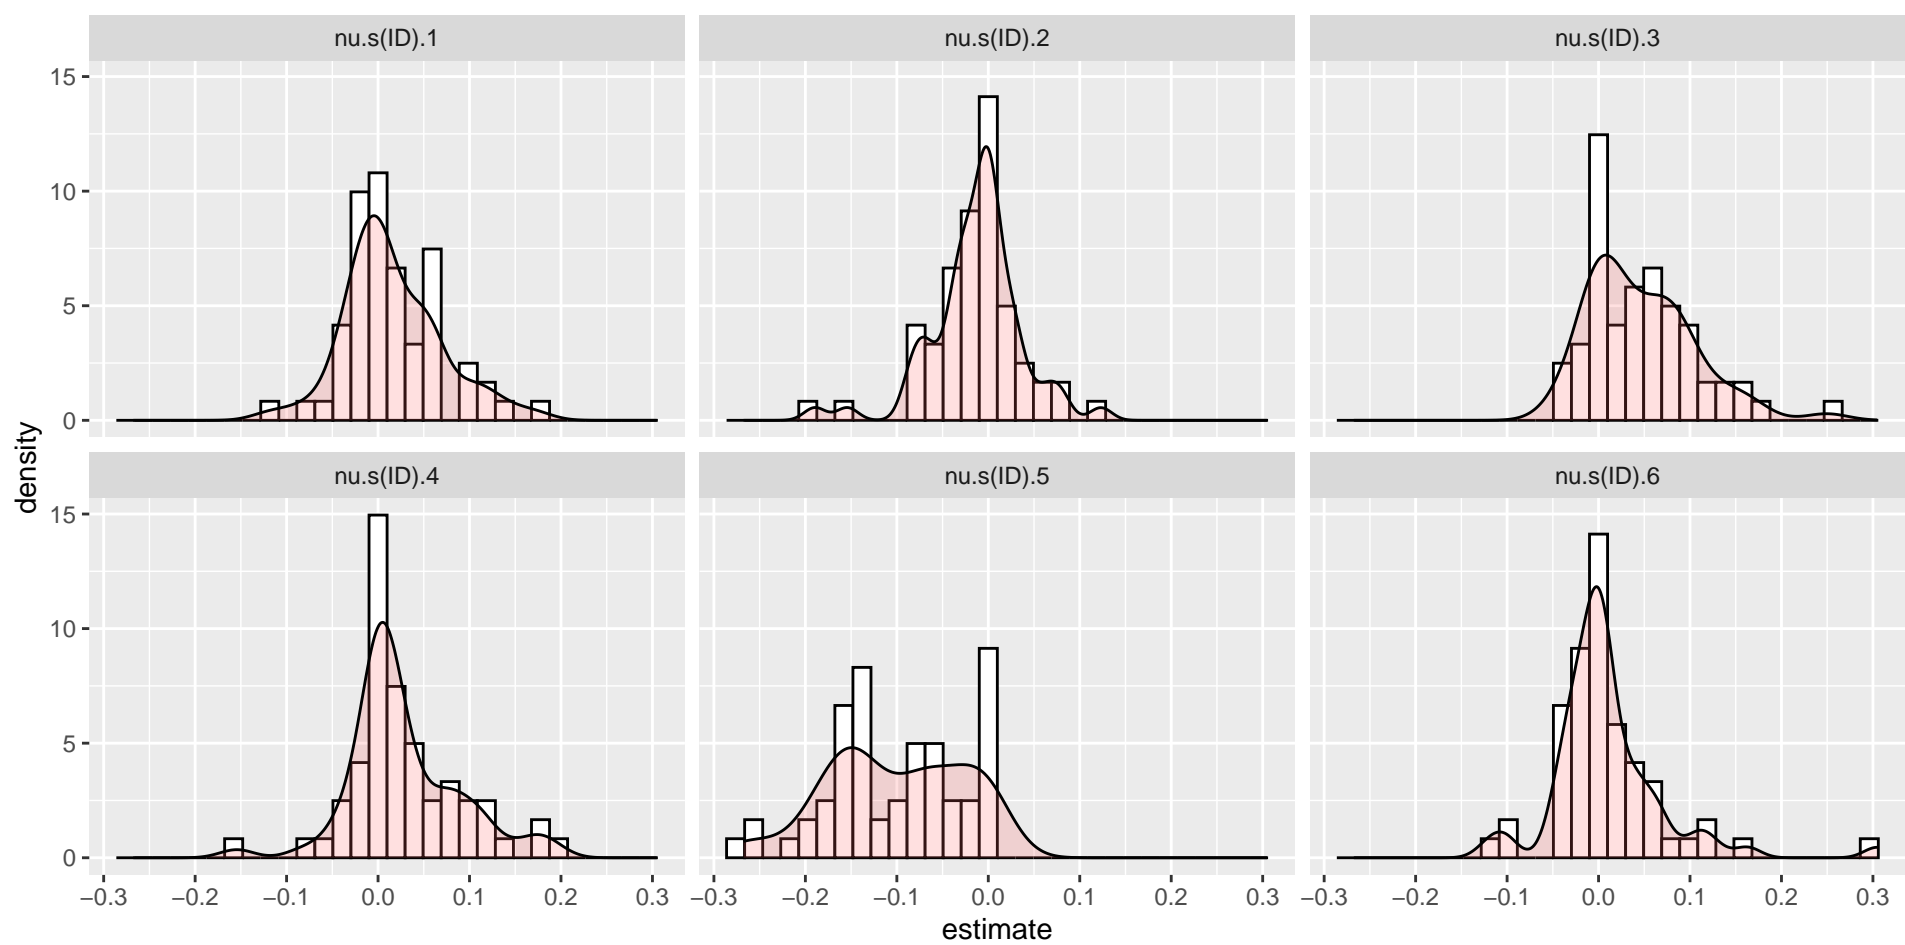 nu.s(ID).1 nu.s(ID).2 nu.s(ID).3
15
10
5
0
nu.s(ID).4 nu.s(ID).5 nu.s(ID).6
15
10
5
0
density
−0.3 −0.2 −0.1 0.0 0.1 0.2 0.3 −0.3 −0.2 −0.1 0.0 0.1 0.2 0.3 −0.3 −0.2 −0.1 0.0 0.1 0.2 0.3
estimate